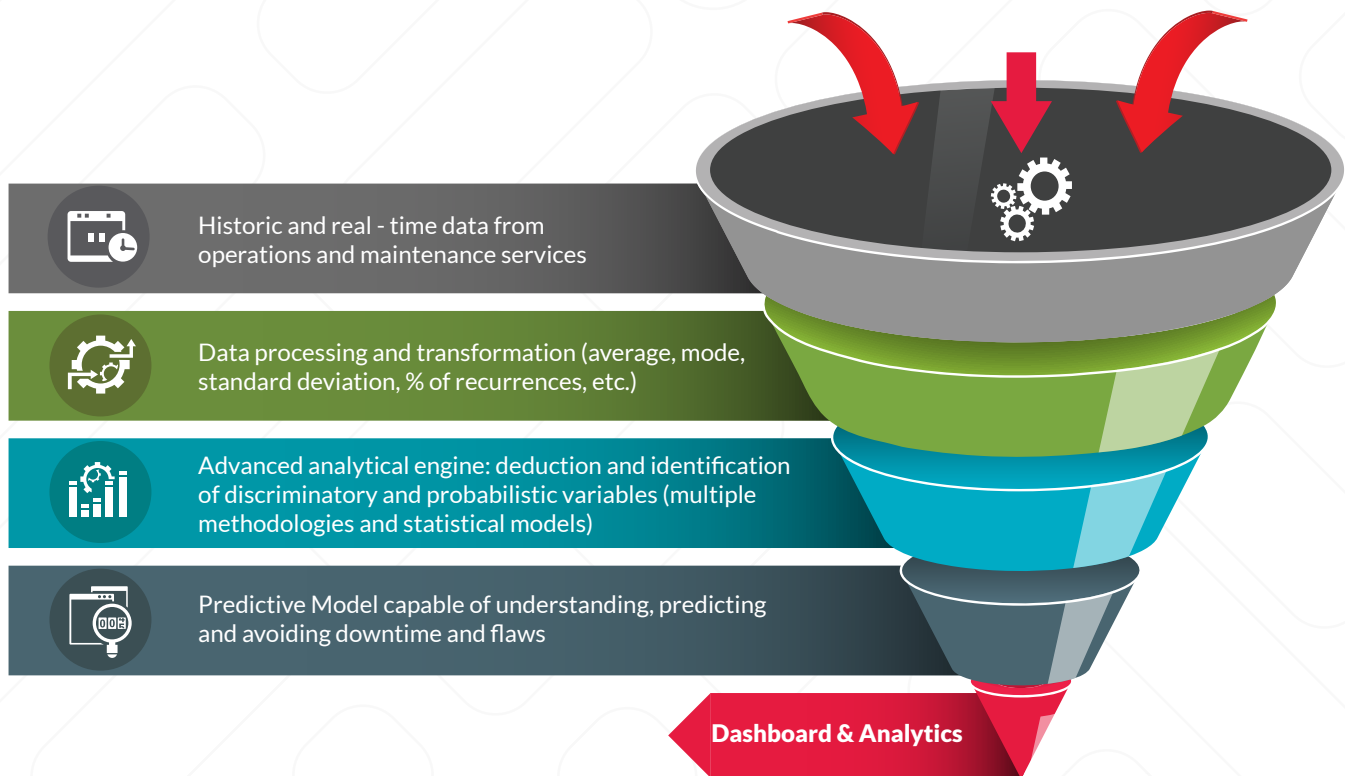 Historic and real - time data from
operations and maintenance services
Data processing and transformation (average, mode,
standard deviation, % of recurrences, etc.)
Advanced analytical engine: deduction and identification
of discriminatory and probabilistic variables (multiple
methodologies and statistical models)
Predictive Model capable of understanding, predicting
and avoiding downtime and flaws
Dashboard & Analytics